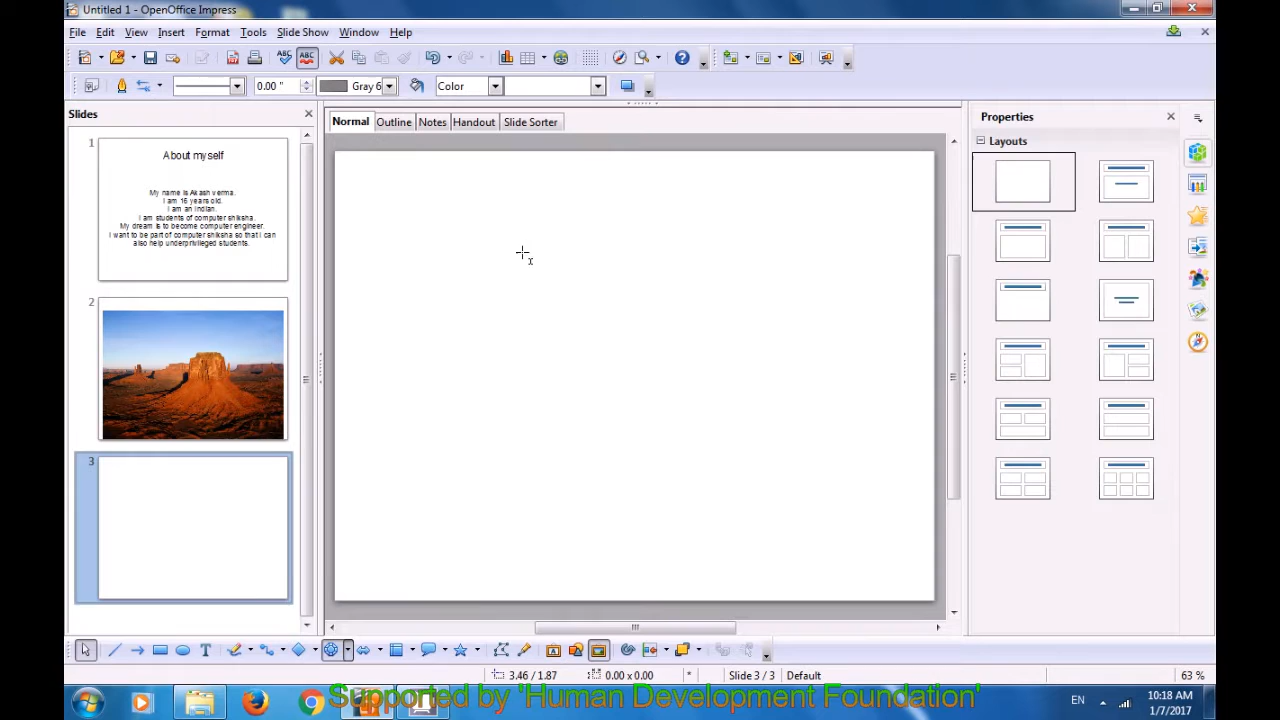 Untitled 1 - OpenOffice Impress
File Edit View Insert Format Tools Slide Show Window Help
0.00 " Gray 6 Color
Slides
Normal Outline Notes Handout Slide Sorter
Properties
Layouts
1
About myself
My name is Akash verma.
I am 16 years old.
I am an Indian.
I am students of computer shiksha.
My dream is to become computer engineer.
I want to be part of computer shiksha so that i can
also help underprivileged students.
2
3
3.46 / 1.87 0.00 x 0.00 * Slide 3 / 3 Default 63 %
Supported by 'Human Development Foundation'
EN
10:18 AM
1/7/2017